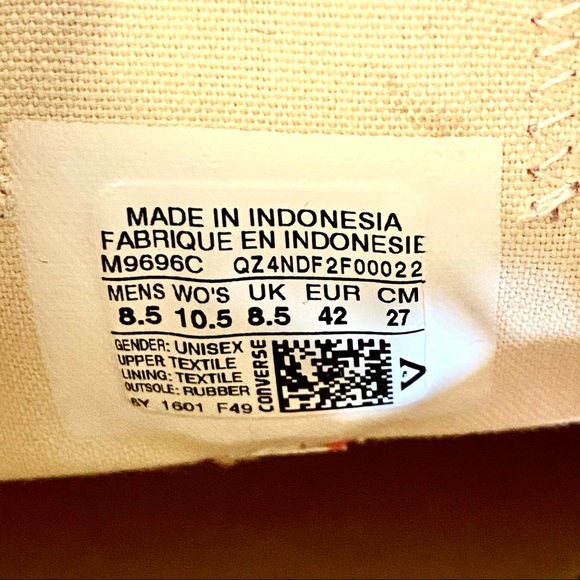 MADE IN INDONESIA
FABRIQUE EN INDONESIE
M9696C QZ4NDF2F00022
MENS WO'S UK EUR CM
8.5 10.5 8.5 42 27
GENDER: UNISEX
UPPER TEXTILE
LINING: TEXTILE
OUTSOLE: RUBBER
1601 F49
CONVERSE